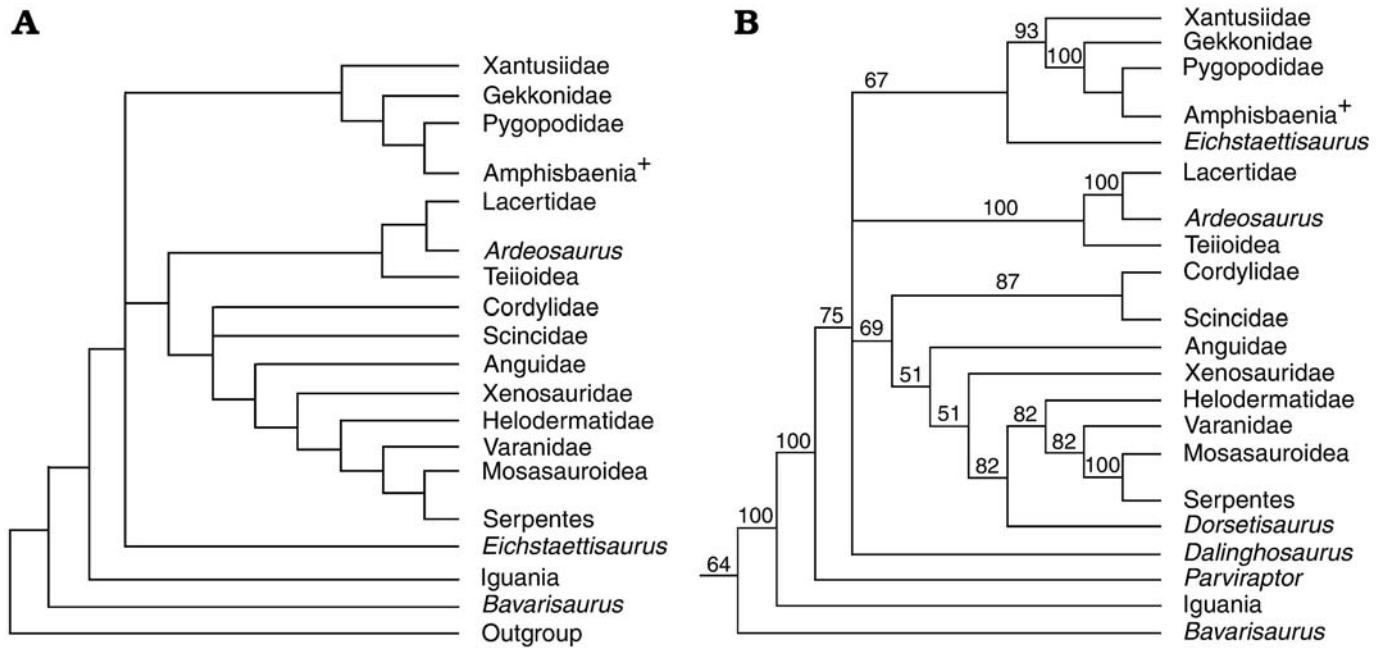 A
Xantusiidae
Gekkonidae
Pygopodidae
Amphisbaenia+
Lacertidae
Ardeosaurus
Teiioidea
Cordylidae
Scincidae
Anguidae
Xenosauridae
Helodermatidae
Varanidae
Mosasauroidea
Serpentes
Eichstaettisaurus
Iguania
Bavarisaurus
Outgroup
B
93
100
67
100
100
87
75
69
51
51
82
82
82
100
100
100
64
Xantusiidae
Gekkonidae
Pygopodidae
Amphisbaenia+
Eichstaettisaurus
Lacertidae
Ardeosaurus
Teiioidea
Cordylidae
Scincidae
Anguidae
Xenosauridae
Helodermatidae
Varanidae
Mosasauroidea
Serpentes
Dorsetisaurus
Dalinghosaurus
Parviraptor
Iguania
Bavarisaurus